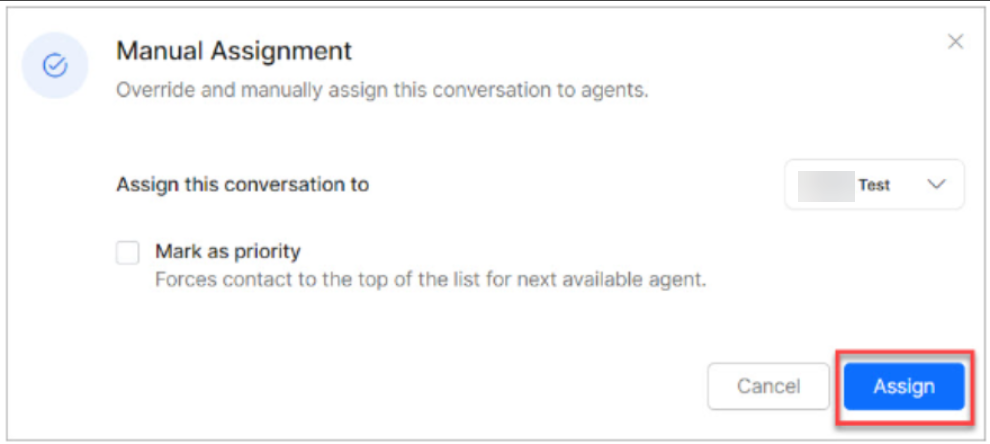 Manual Assignment
Override and manually assign this conversation to agents.
Assign this conversation to
Test
Mark as priority
Forces contact to the top of the list for next available agent.
Cancel
Assign